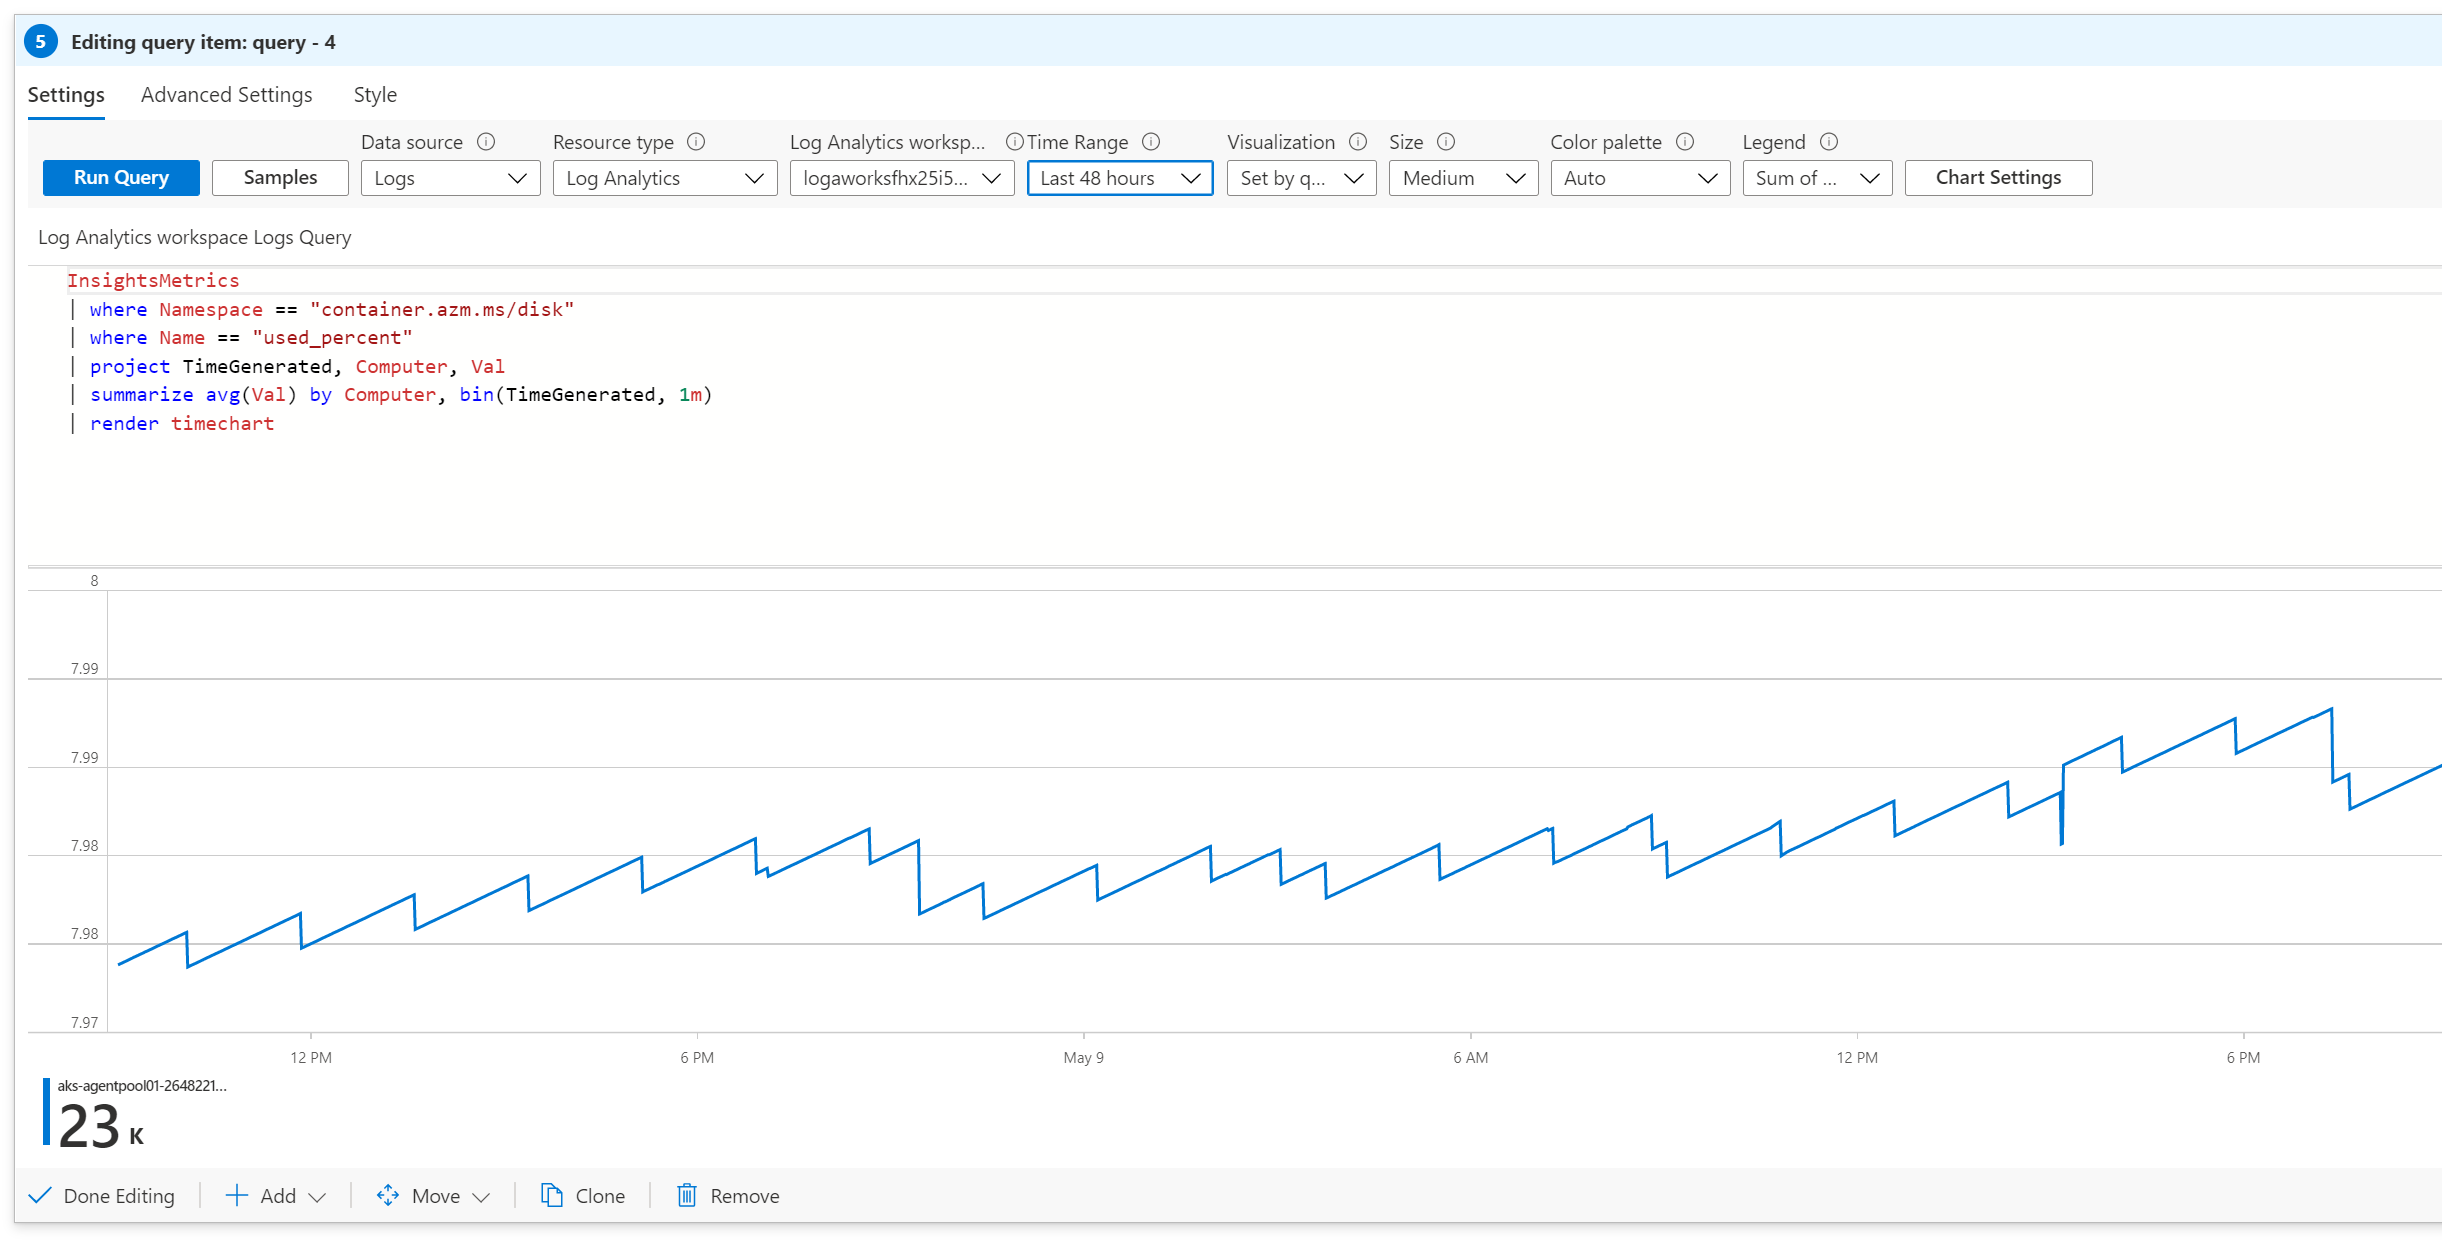 5 Editing query item: query - 4
Settings Advanced Settings Style
Data source Resource type Log Analytics worksp... Time Range Visualization Size Color palette Legend
Run Query Samples Logs Log Analytics logaworksfhx25i5... Last 48 hours Set by q... Medium Auto Sum of ... Chart Settings
Log Analytics workspace Logs Query
InsightsMetrics
| where Namespace == "container.azm.ms/disk"
| where Name == "used_percent"
| project TimeGenerated, Computer, Val
| summarize avg(Val) by Computer, bin(TimeGenerated, 1m)
| render timechart
8
7.99
7.99
7.98
7.98
7.97
12 PM 6 PM May 9 6 AM 12 PM 6 PM
aks-agentpool01-2648221...
23 K
Done Editing Add Move Clone Remove